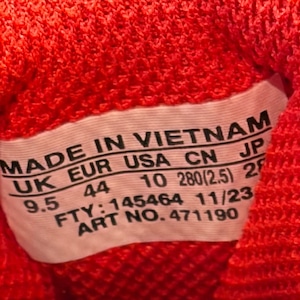 MADE IN VIETNAM
UK EUR USA CN JP
9.5 44 10 280(2.5)
FTY: 145464 11/23
ART NO. 471190